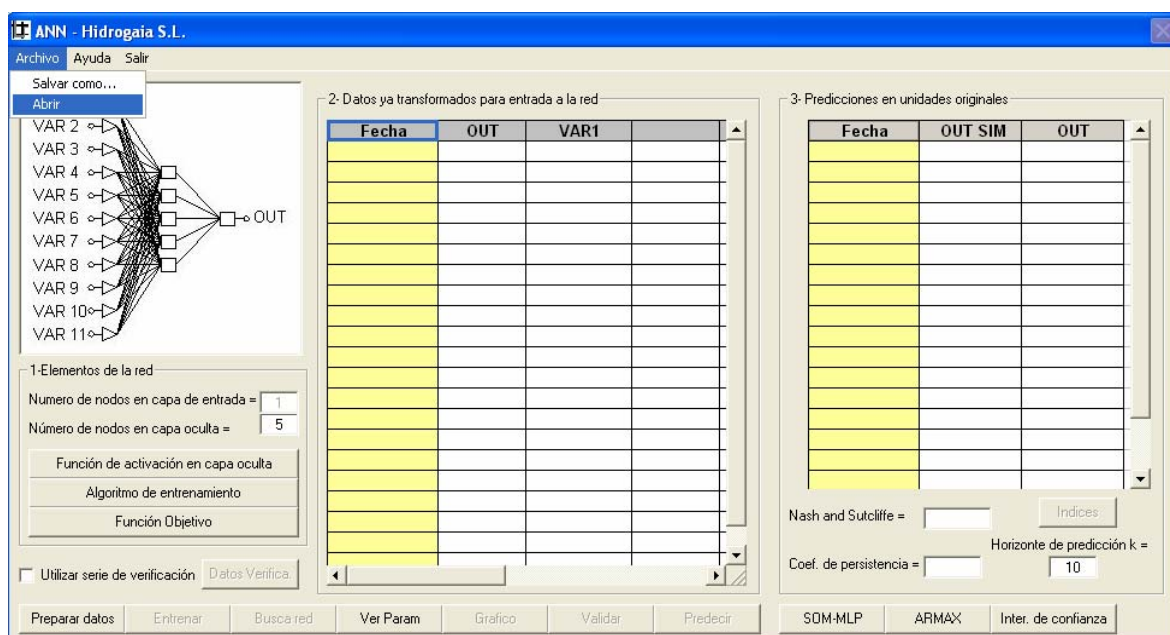 ANN - Hidrogaia S.L.
Archivo Ayuda Salir
Salvar como...
Abrir
VAR 2
VAR 3
VAR 4
VAR 5
VAR 6
VAR 7
VAR 8
VAR 9
VAR 10
VAR 11
OUT
1-Elementos de la red
Numero de nodos en capa de entrada = 1
Número de nodos en capa oculta = 5
Función de activación en capa oculta
Algoritmo de entrenamiento
Función Objetivo
Utilizar serie de verificación Datos Verifica.
2- Datos ya transformados para entrada a la red
Fecha OUT VAR1
3- Predicciones en unidades originales
Fecha OUT SIM OUT
Nash and Sutcliffe =
Indices
Coef. de persistencia =
Horizonte de predicción k =
10
Preparar datos Entrenar Busca red Ver Param Grafico Validar Predecir SOM-MLP ARMAX Inter. de confianza